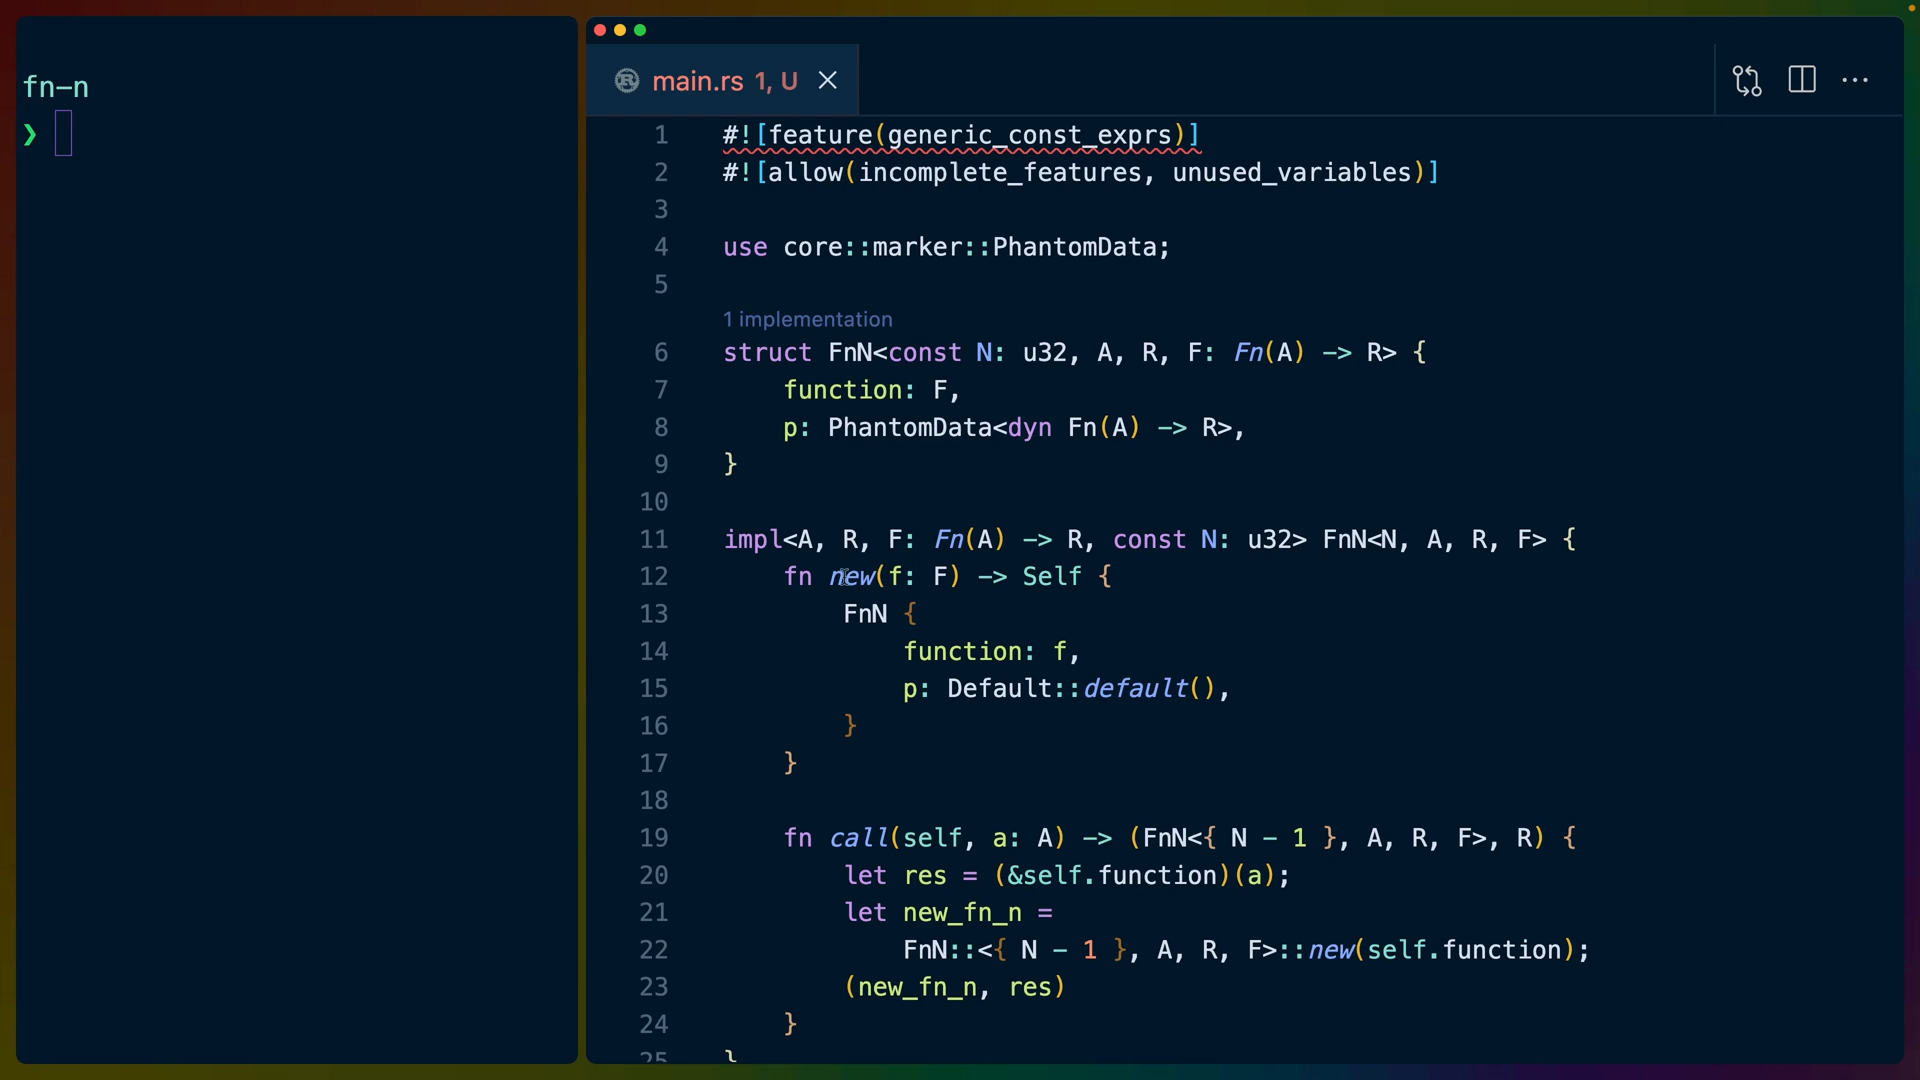 fn-n
❯
main.rs 1, U
1 #![feature(generic_const_exprs)]
2 #![allow(incomplete_features, unused_variables)]
3
4 use core::marker::PhantomData;
5
1 implementation
6 struct FnN<const N: u32, A, R, F: Fn(A) -> R> {
7     function: F,
8     p: PhantomData<dyn Fn(A) -> R>,
9 }
10
11 impl<A, R, F: Fn(A) -> R, const N: u32> FnN<N, A, R, F> {
12     fn new(f: F) -> Self {
13         FnN {
14             function: f,
15             p: Default::default(),
16         }
17     }
18
19     fn call(self, a: A) -> (FnN<{ N - 1 }, A, R, F>, R) {
20         let res = (&self.function)(a);
21         let new_fn_n =
22             FnN::<{ N - 1 }, A, R, F>::new(self.function);
23         (new_fn_n, res)
24     }
25 }